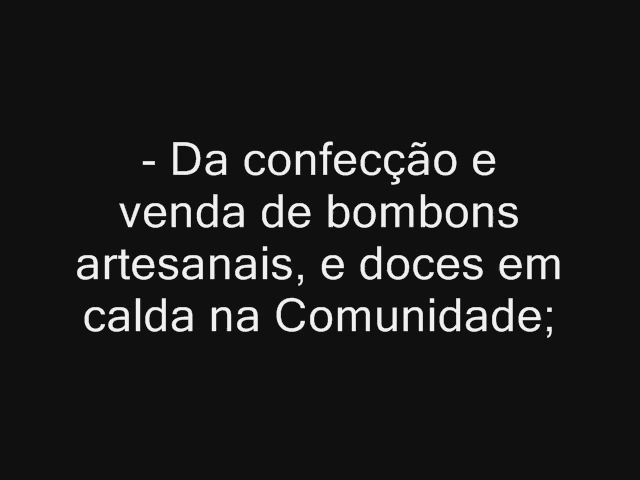 - Da confecção e
venda de bombons
artesanais, e doces em
calda na Comunidade;